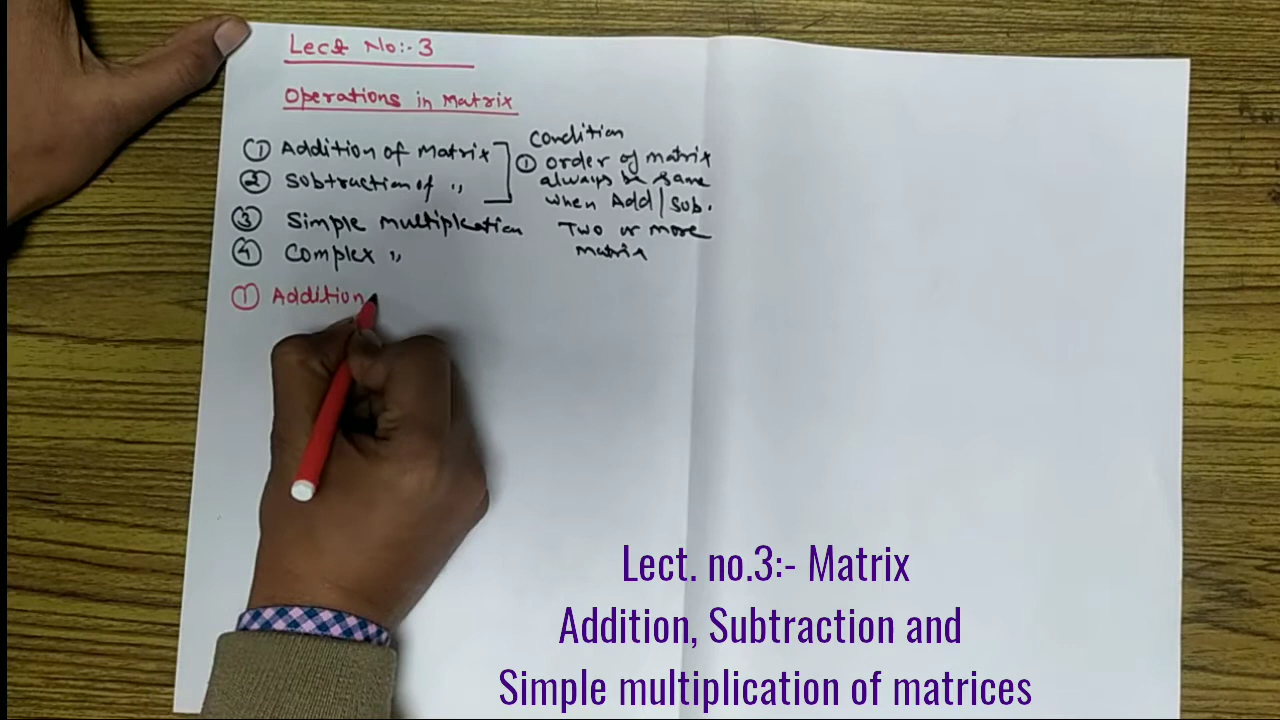 Lect No:- 3
Operations in Matrix
① Addition of Matrix
② Subtraction of ,,
③ Simple multiplcation
④ Complex ,,
Condition
① order of matrix
always be same
when Add | sub.
Two or more
matrix
① Addition
Lect. no.3:- Matrix
Addition, Subtraction and
Simple multiplication of matrices